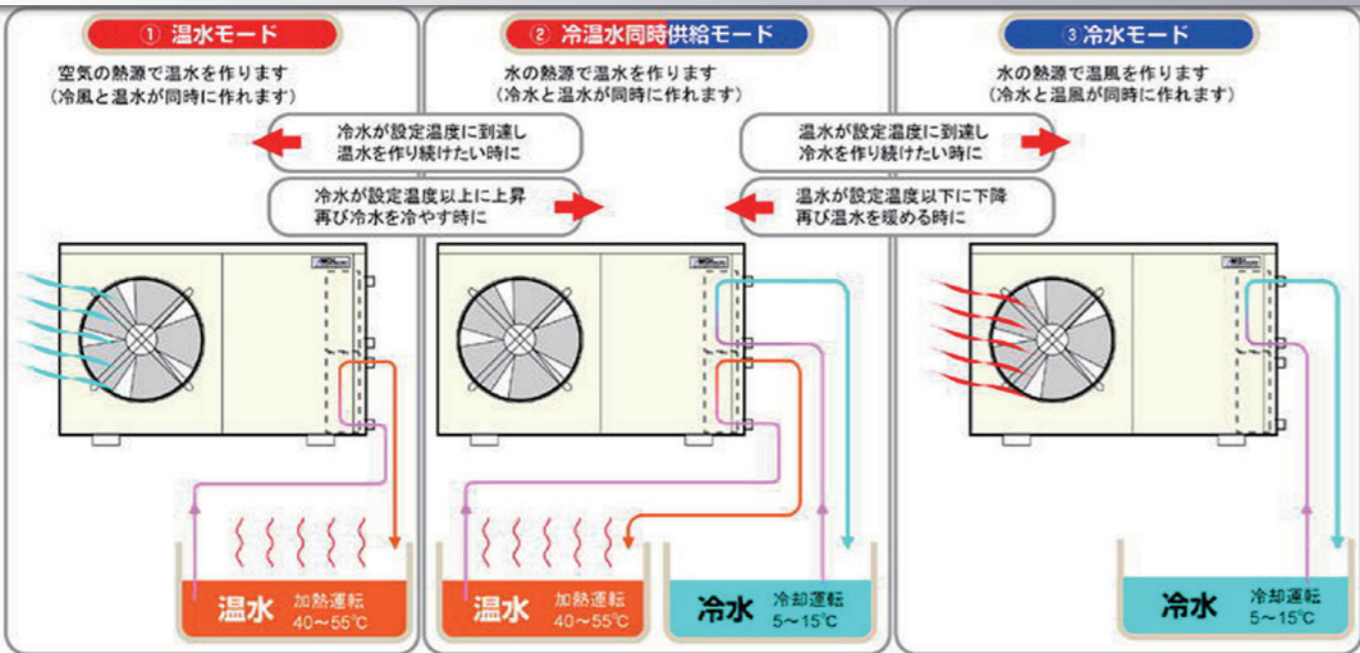 ① 温水モード
空気の熱源で温水を作ります
（冷風と温水が同時に作れます）
② 冷温水同時供給モード
水の熱源で温水を作ります
（冷水と温水が同時に作れます）
③ 冷水モード
水の熱源で温風を作ります
（冷水と温風が同時に作れます）
冷水が設定温度に到達し
温水を作り続けたい時に
冷水が設定温度以上に上昇
再び冷水を冷やす時に
温水が設定温度に到達し
冷水を作り続けたい時に
温水が設定温度以下に下降
再び温水を暖める時に
温水 加熱運転
40～55℃
温水 加熱運転
40～55℃
冷水 冷却運転
5～15℃
冷水 冷却運転
5～15℃